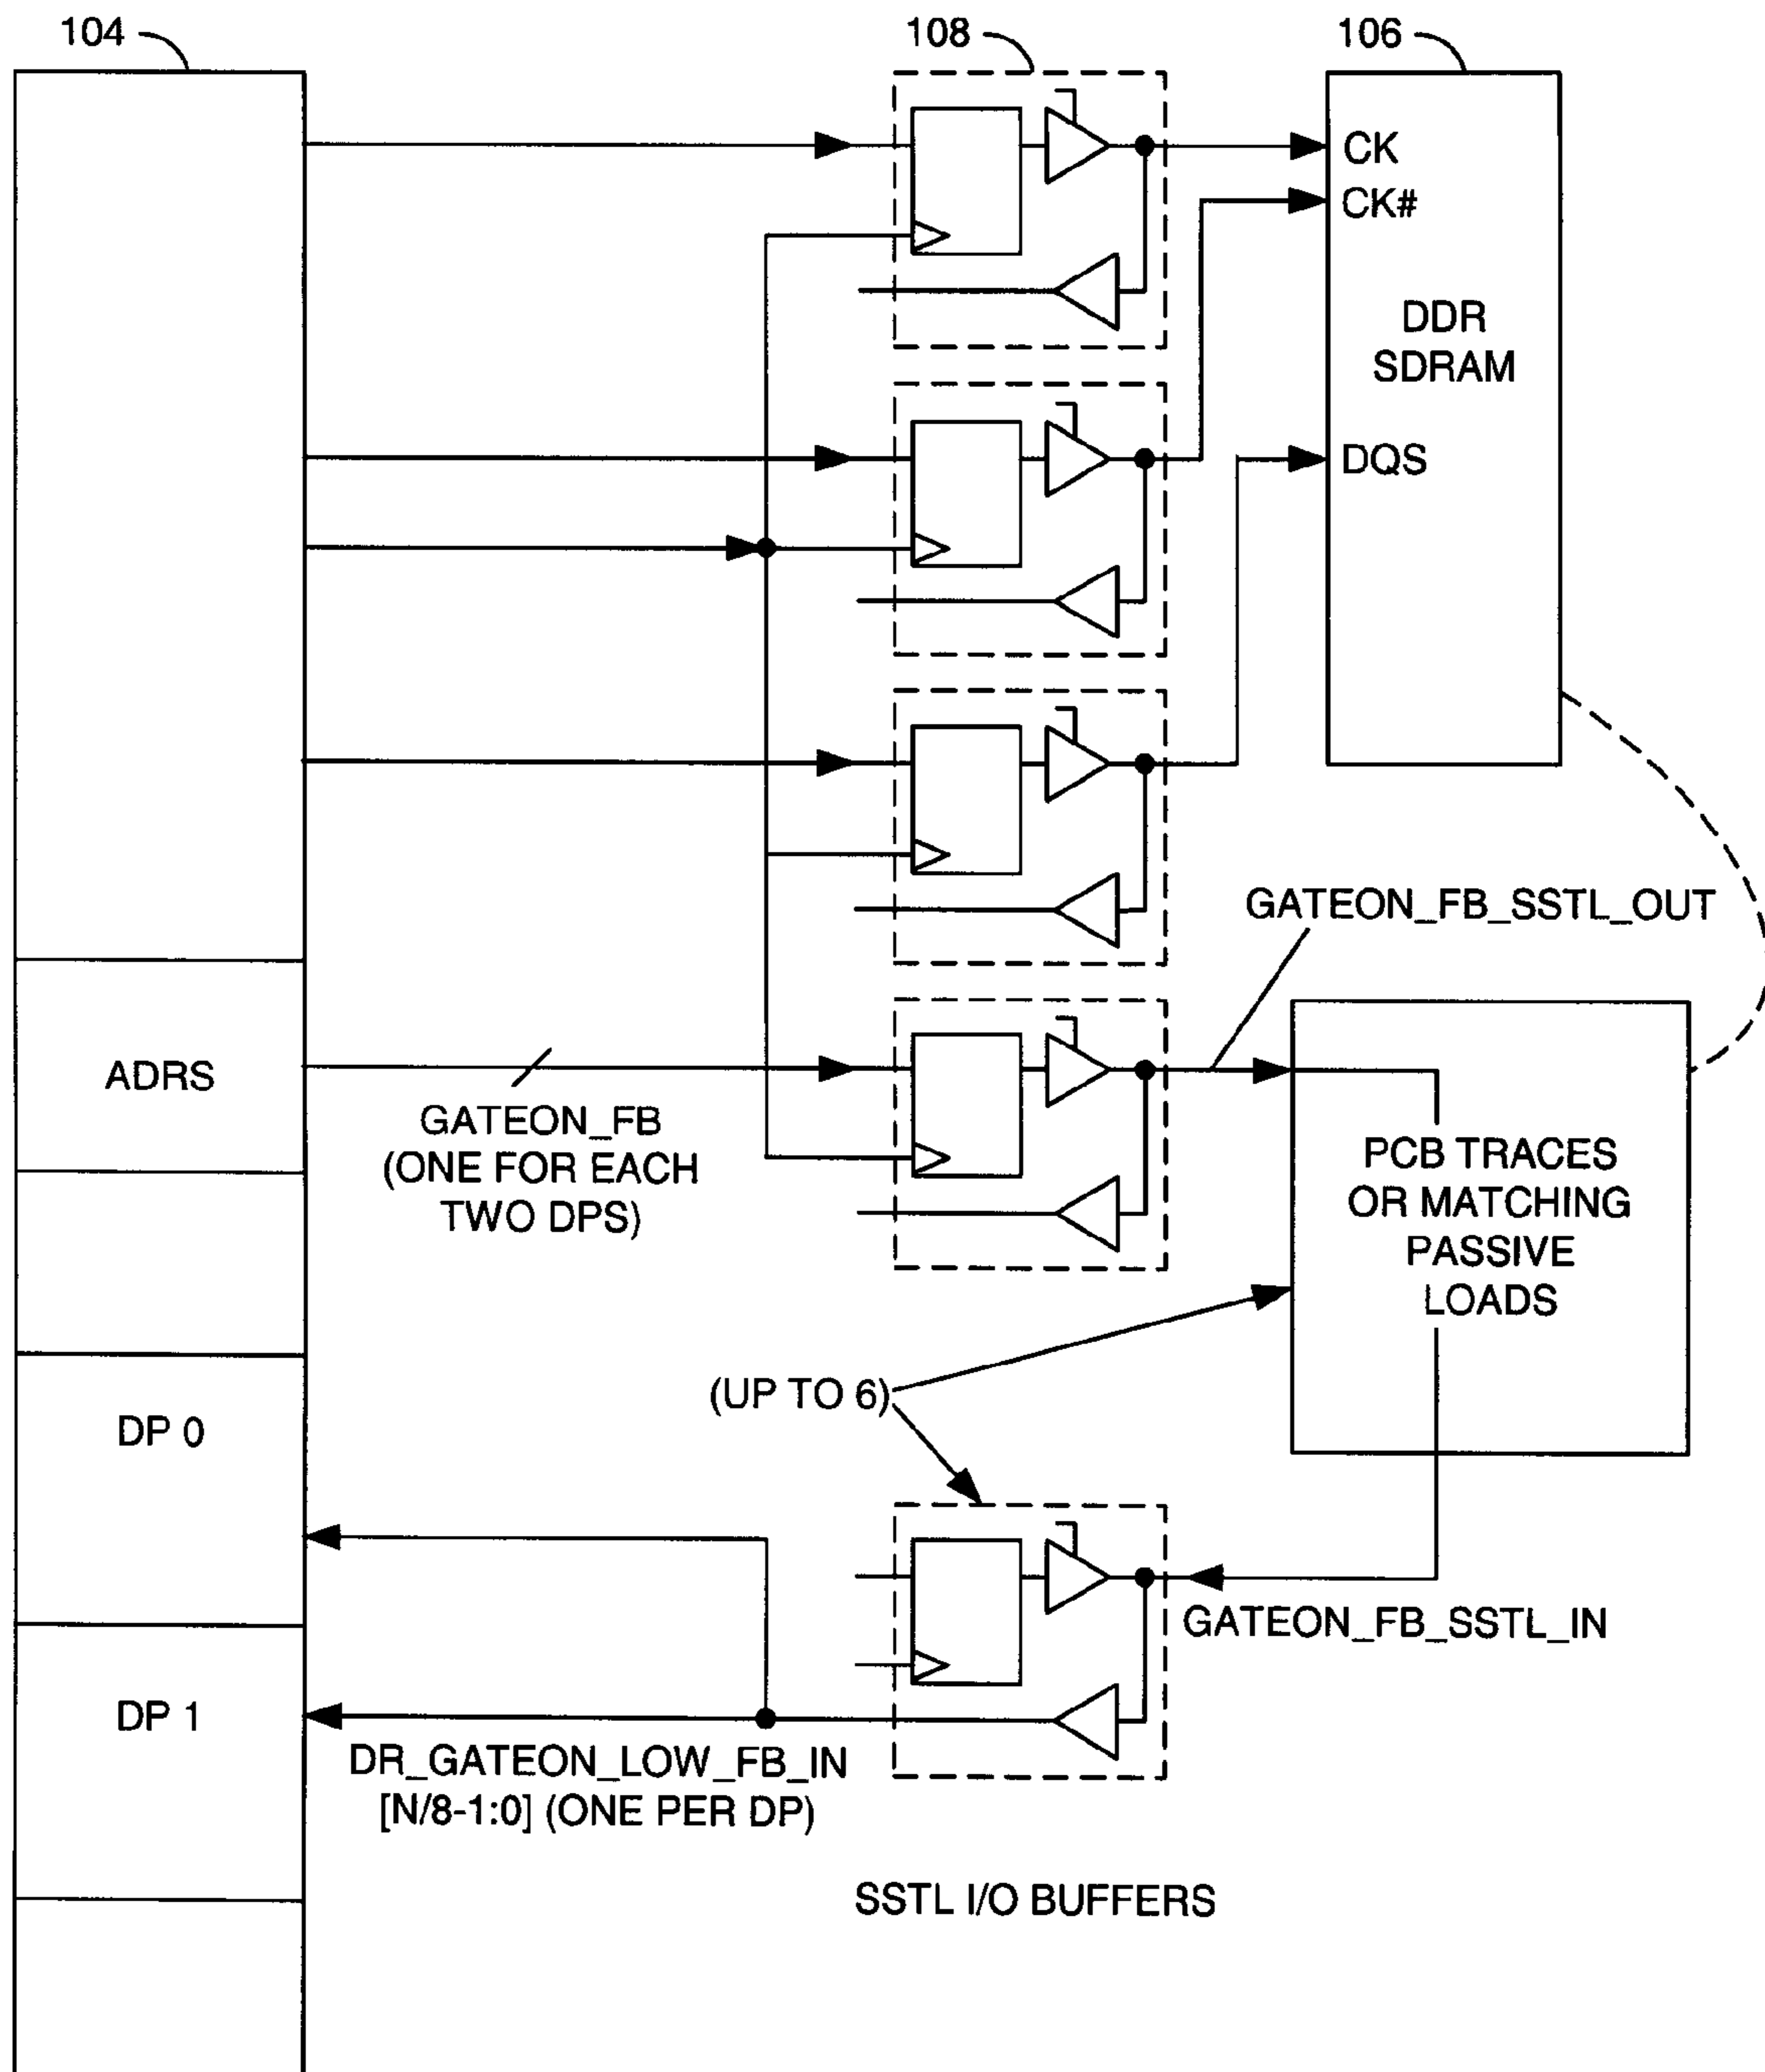 104
108
106
CK
CK#
DDR
SDRAM
DQS
GATEON_FB_SSTL_OUT
ADRS
GATEON_FB
(ONE FOR EACH
TWO DPS)
PCB TRACES
OR MATCHING
PASSIVE
LOADS
(UP TO 6)
DP 0
GATEON_FB_SSTL_IN
DP 1
DR_GATEON_LOW_FB_IN
[N/8-1:0] (ONE PER DP)
SSTL I/O BUFFERS